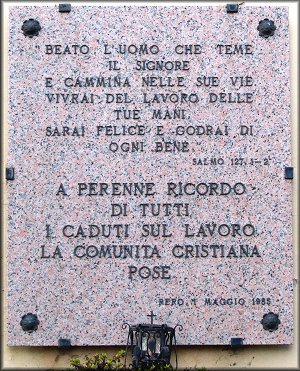 "BEATO L'UOMO CHE TEME
IL SIGNORE
E CAMMINA NELLE SUE VIE
VIVRAI DEL LAVORO DELLE
TUE MANI,
SARAI FELICE E GODRAI DI
OGNI BENE"
SALMO 127, 1-2
A PERENNE RICORDO
DI TUTTI
I CADUTI SUL LAVORO
LA COMUNITA CRISTIANA
POSE
RERO, 1 MAGGIO 1985